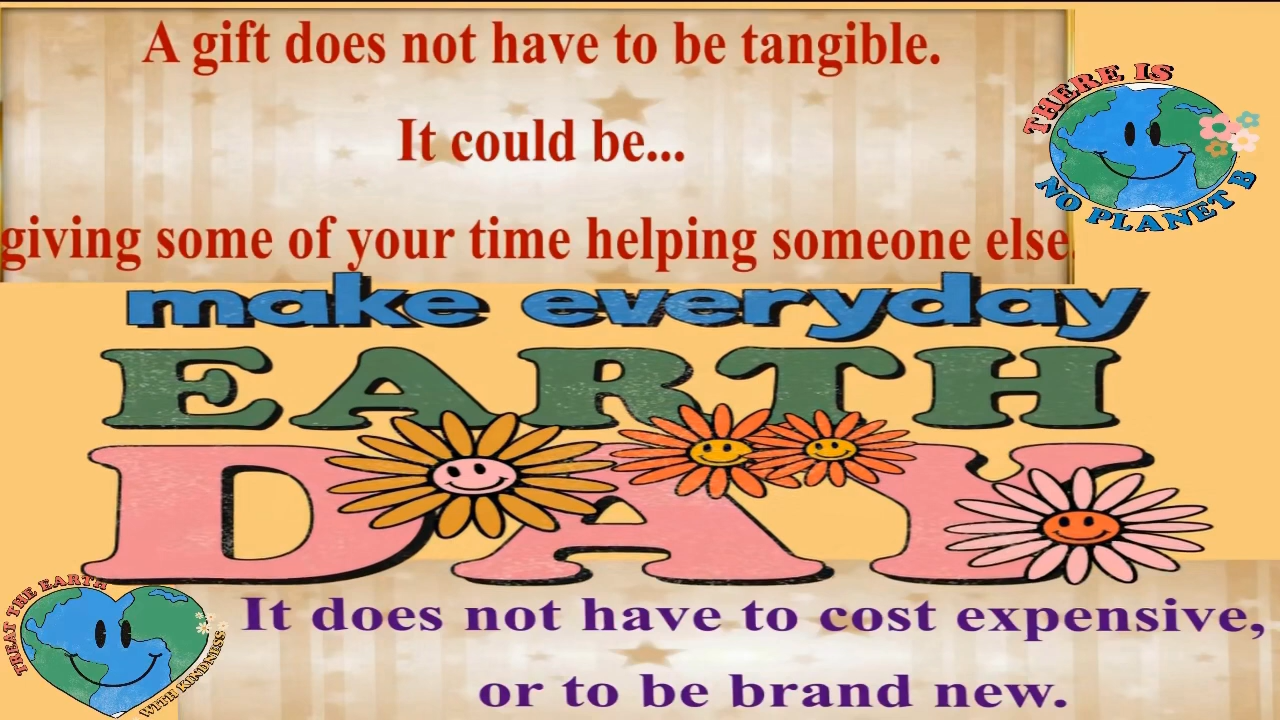 A gift does not have to be tangible.
THERE IS
NO PLANET B
It could be...
giving some of your time helping someone else.
make everyday
EARTH
DAY
TREAT THE EARTH
WITH KINDNESS
It does not have to cost expensive,
or to be brand new.